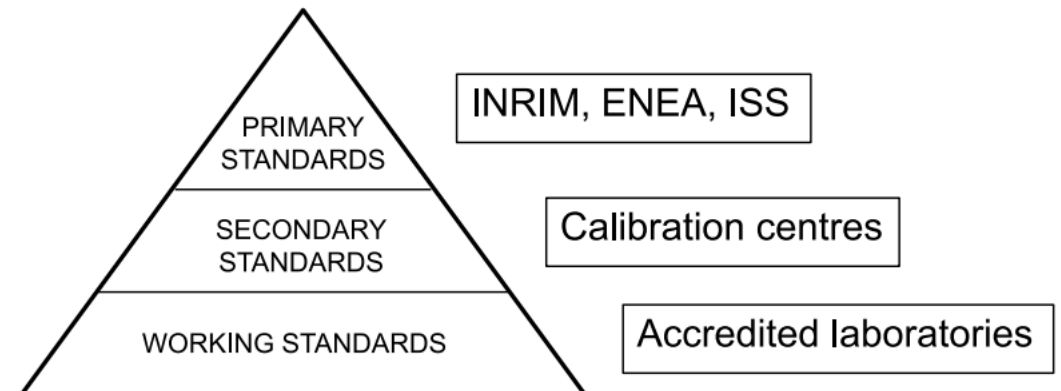 PRIMARY
STANDARDS
INRIM, ENEA, ISS
SECONDARY
STANDARDS
Calibration centres
WORKING STANDARDS
Accredited laboratories